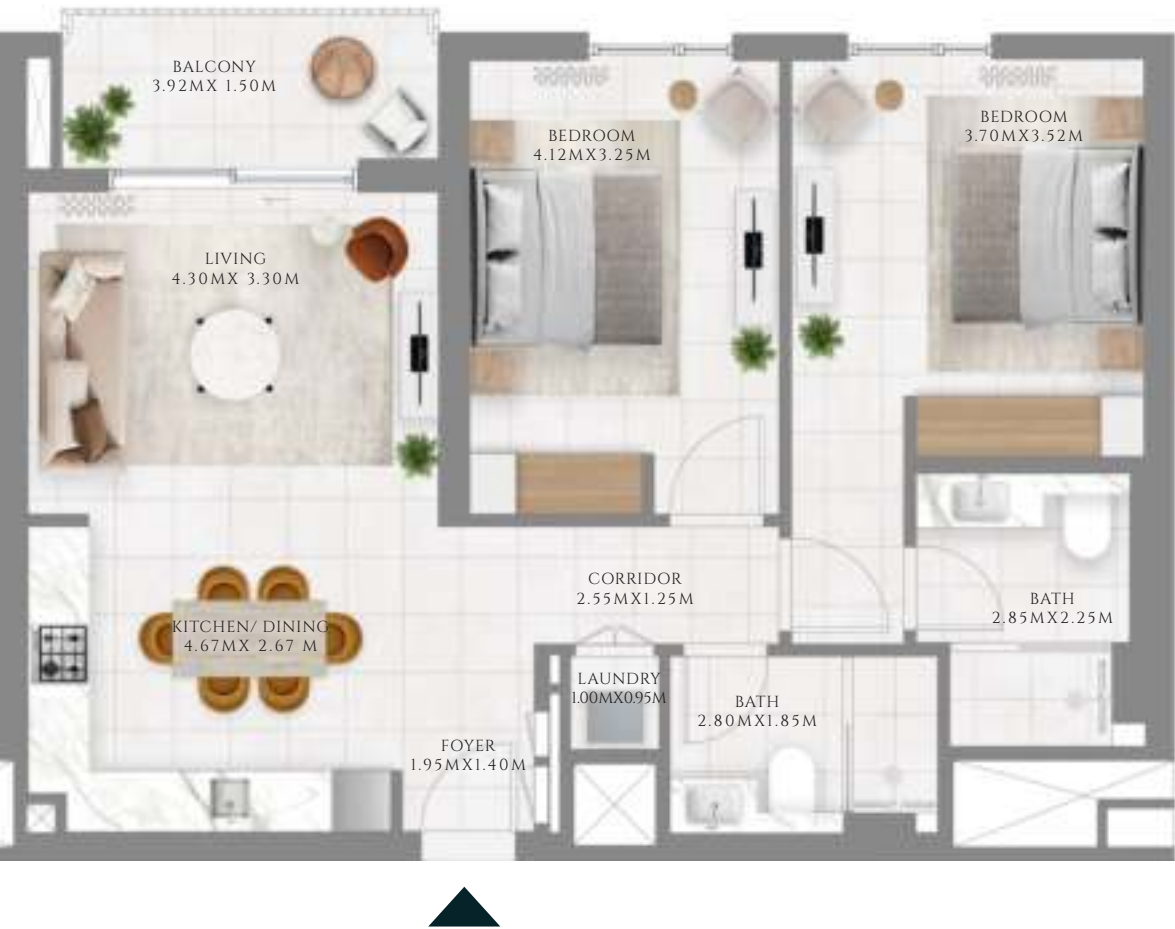 BALCONY
3.92MX 1.50M
BEDROOM
4.12MX3.25M
BEDROOM
3.70MX3.52M
LIVING
4.30MX 3.30M
CORRIDOR
2.55MX1.25M
KITCHEN/ DINING
4.67MX 2.67 M
BATH
2.85MX2.25M
LAUNDRY
1.00MX0.95M
BATH
2.80MX1.85M
FOYER
1.95MX1.40M